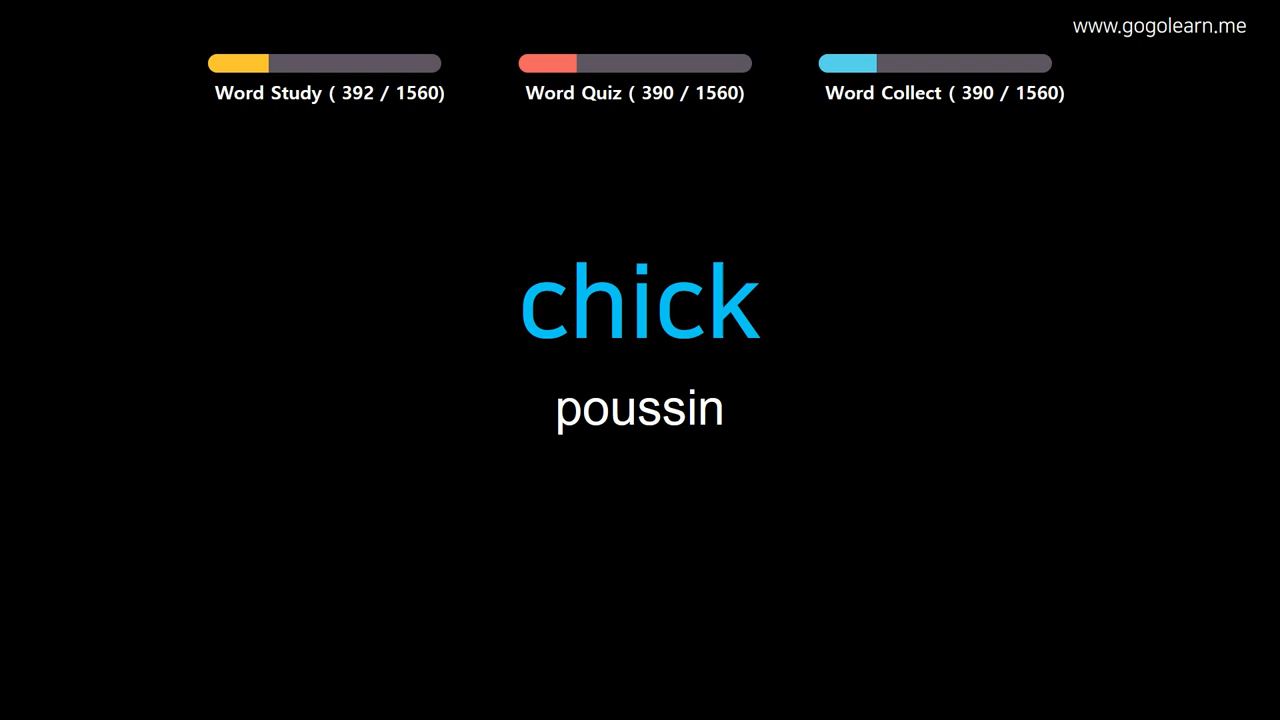 www.gogolearn.me
Word Study ( 392 / 1560)
Word Quiz ( 390 / 1560)
Word Collect ( 390 / 1560)
chick
poussin